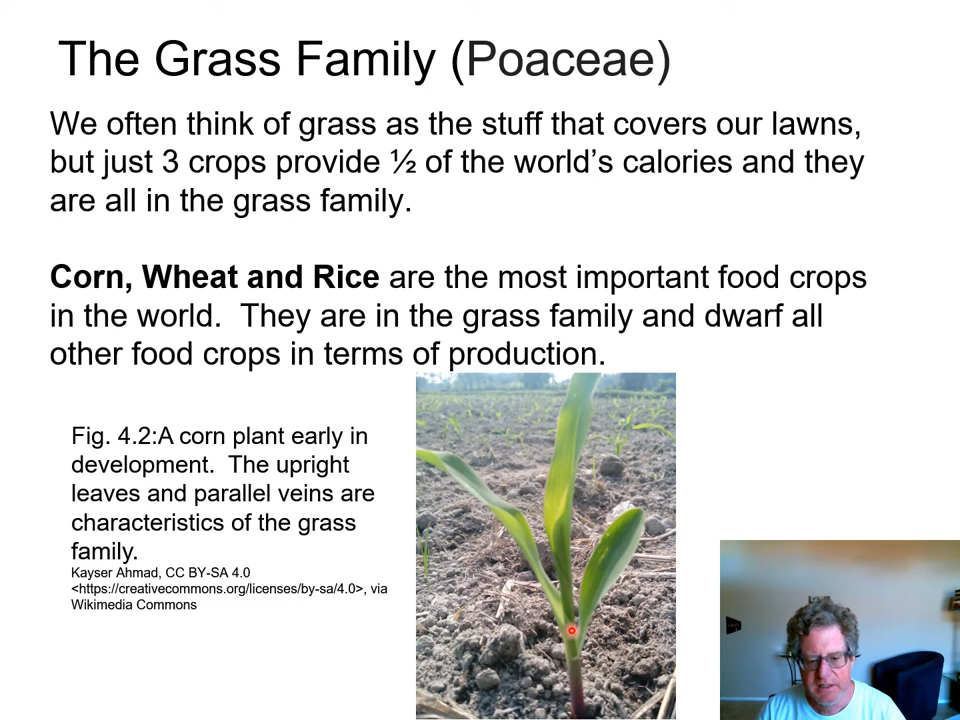 The Grass Family (Poaceae)
We often think of grass as the stuff that covers our lawns,
but just 3 crops provide ½ of the world’s calories and they
are all in the grass family.
Corn, Wheat and Rice are the most important food crops
in the world.  They are in the grass family and dwarf all
other food crops in terms of production.
Fig. 4.2:A corn plant early in
development.  The upright
leaves and parallel veins are
characteristics of the grass
family.
Kayser Ahmad, CC BY-SA 4.0
<https://creativecommons.org/licenses/by-sa/4.0>, via
Wikimedia Commons